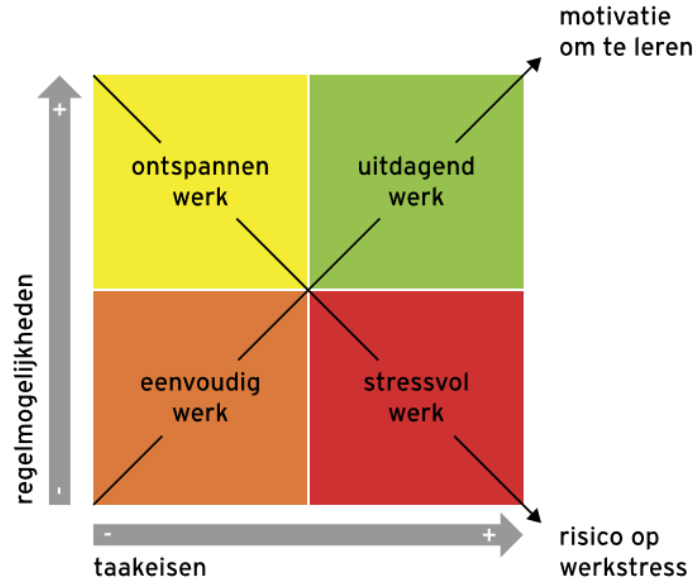 motivatie
om te leren
+
ontspannen
werk
uitdagend
werk
regelmogelijkheden
eenvoudig
werk
stressvol
werk
-
- +
taakeisen
risico op
werkstress